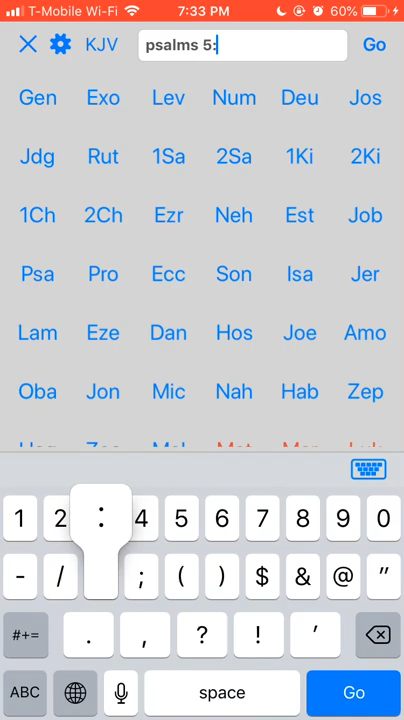 T-Mobile Wi-Fi 7:33 PM 60%
KJV psalms 5: Go
Gen Exo Lev Num Deu Jos
Jdg Rut 1Sa 2Sa 1Ki 2Ki
1Ch 2Ch Ezr Neh Est Job
Psa Pro Ecc Son Isa Jer
Lam Eze Dan Hos Joe Amo
Oba Jon Mic Nah Hab Zep
1 2 : 4 5 6 7 8 9 0
- / ; ( ) $ & @ "
#+= . , ? ! '
ABC space Go